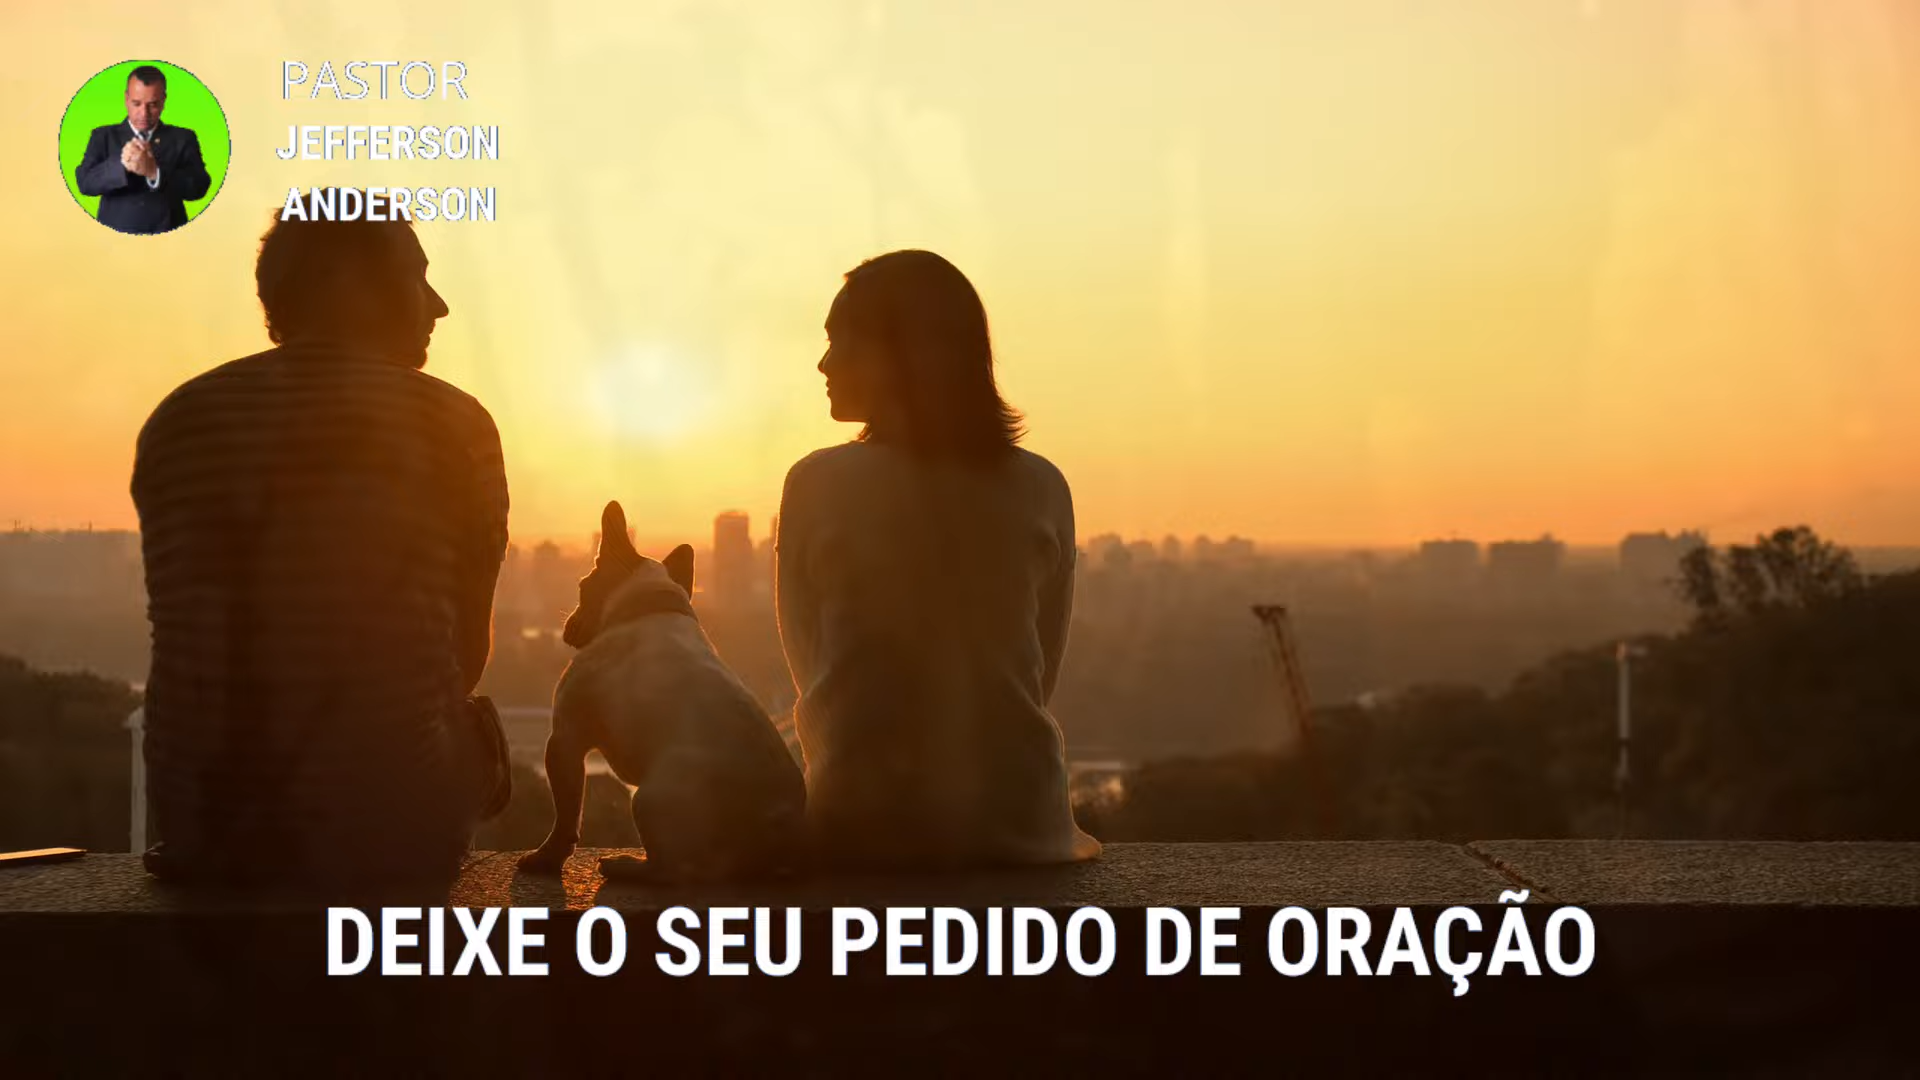 PASTOR
JEFFERSON
ANDERSON
DEIXE O SEU PEDIDO DE ORAÇÃO